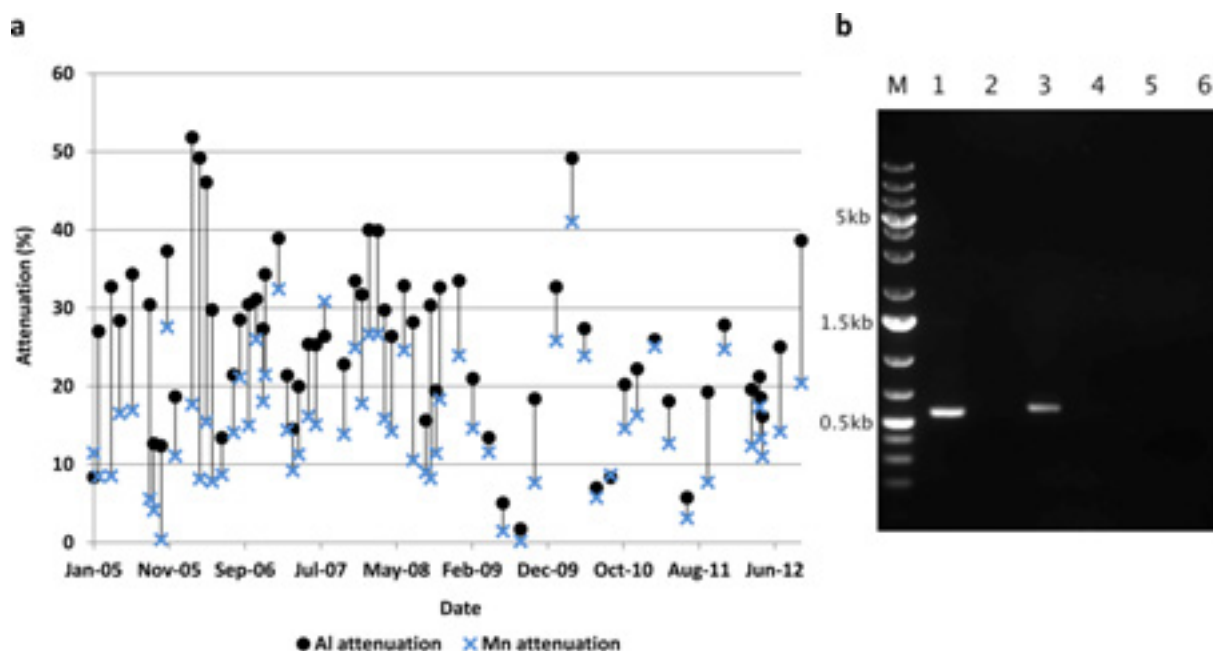 a
b
60
50
40
30
20
10
0
Attenuation (%)
Jan-05 Nov-05 Sep-06 Jul-07 May-08 Feb-09 Dec-09 Oct-10 Aug-11 Jun-12
Date
Al attenuation Mn attenuation
M 1 2 3 4 5 6
5kb
1.5kb
0.5kb